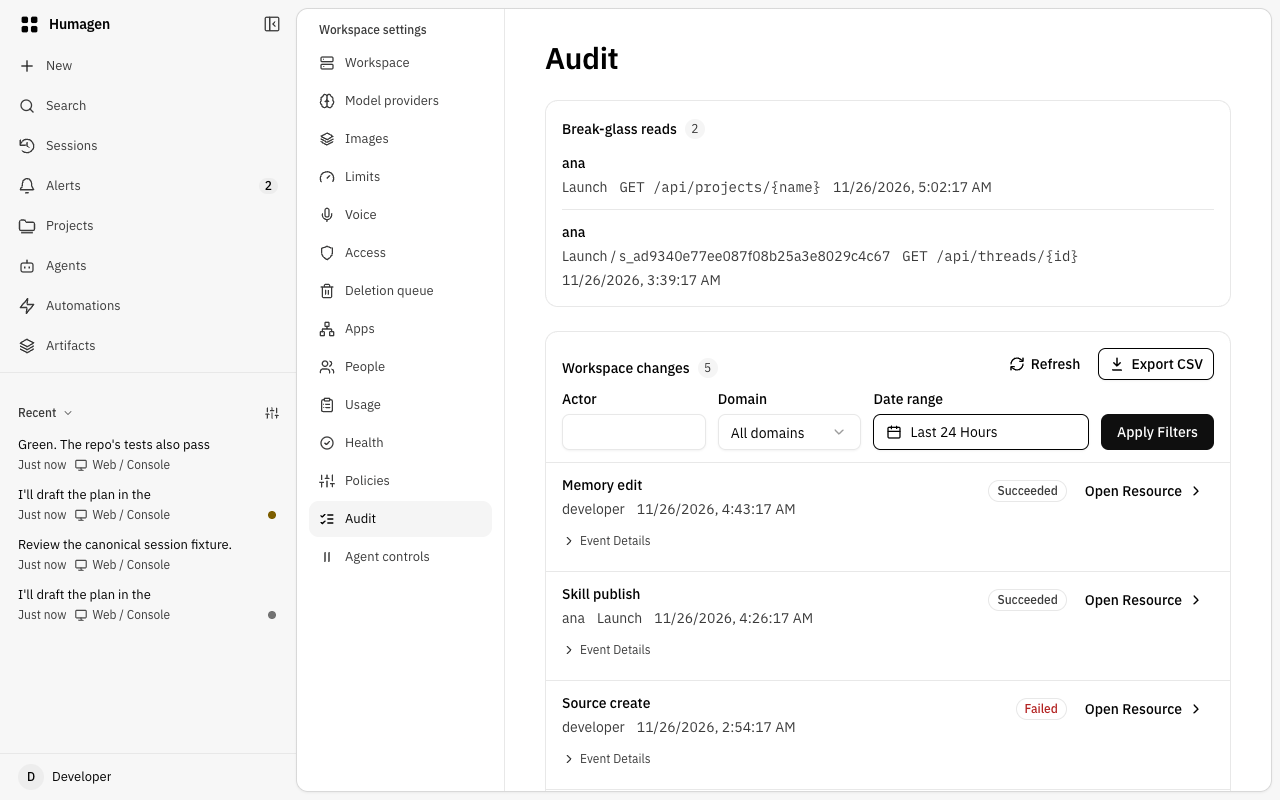 Humagen
New
Search
Sessions
Alerts 2
Projects
Agents
Automations
Artifacts
Recent
Green. The repo's tests also pass
Just now Web / Console
I'll draft the plan in the
Just now Web / Console
Review the canonical session fixture.
Just now Web / Console
I'll draft the plan in the
Just now Web / Console
D Developer
Workspace settings
Workspace
Model providers
Images
Limits
Voice
Access
Deletion queue
Apps
People
Usage
Health
Policies
Audit
Agent controls
Audit
Break-glass reads 2
ana
Launch GET /api/projects/{name} 11/26/2026, 5:02:17 AM
ana
Launch / s_ad9340e77ee087f08b25a3e8029c4c67 GET /api/threads/{id}
11/26/2026, 3:39:17 AM
Workspace changes 5
Refresh
Export CSV
Actor
Domain
Date range
All domains
Last 24 Hours
Apply Filters
Memory edit
developer 11/26/2026, 4:43:17 AM
Succeeded
Open Resource
Event Details
Skill publish
ana Launch 11/26/2026, 4:26:17 AM
Succeeded
Open Resource
Event Details
Source create
developer 11/26/2026, 2:54:17 AM
Failed
Open Resource
Event Details